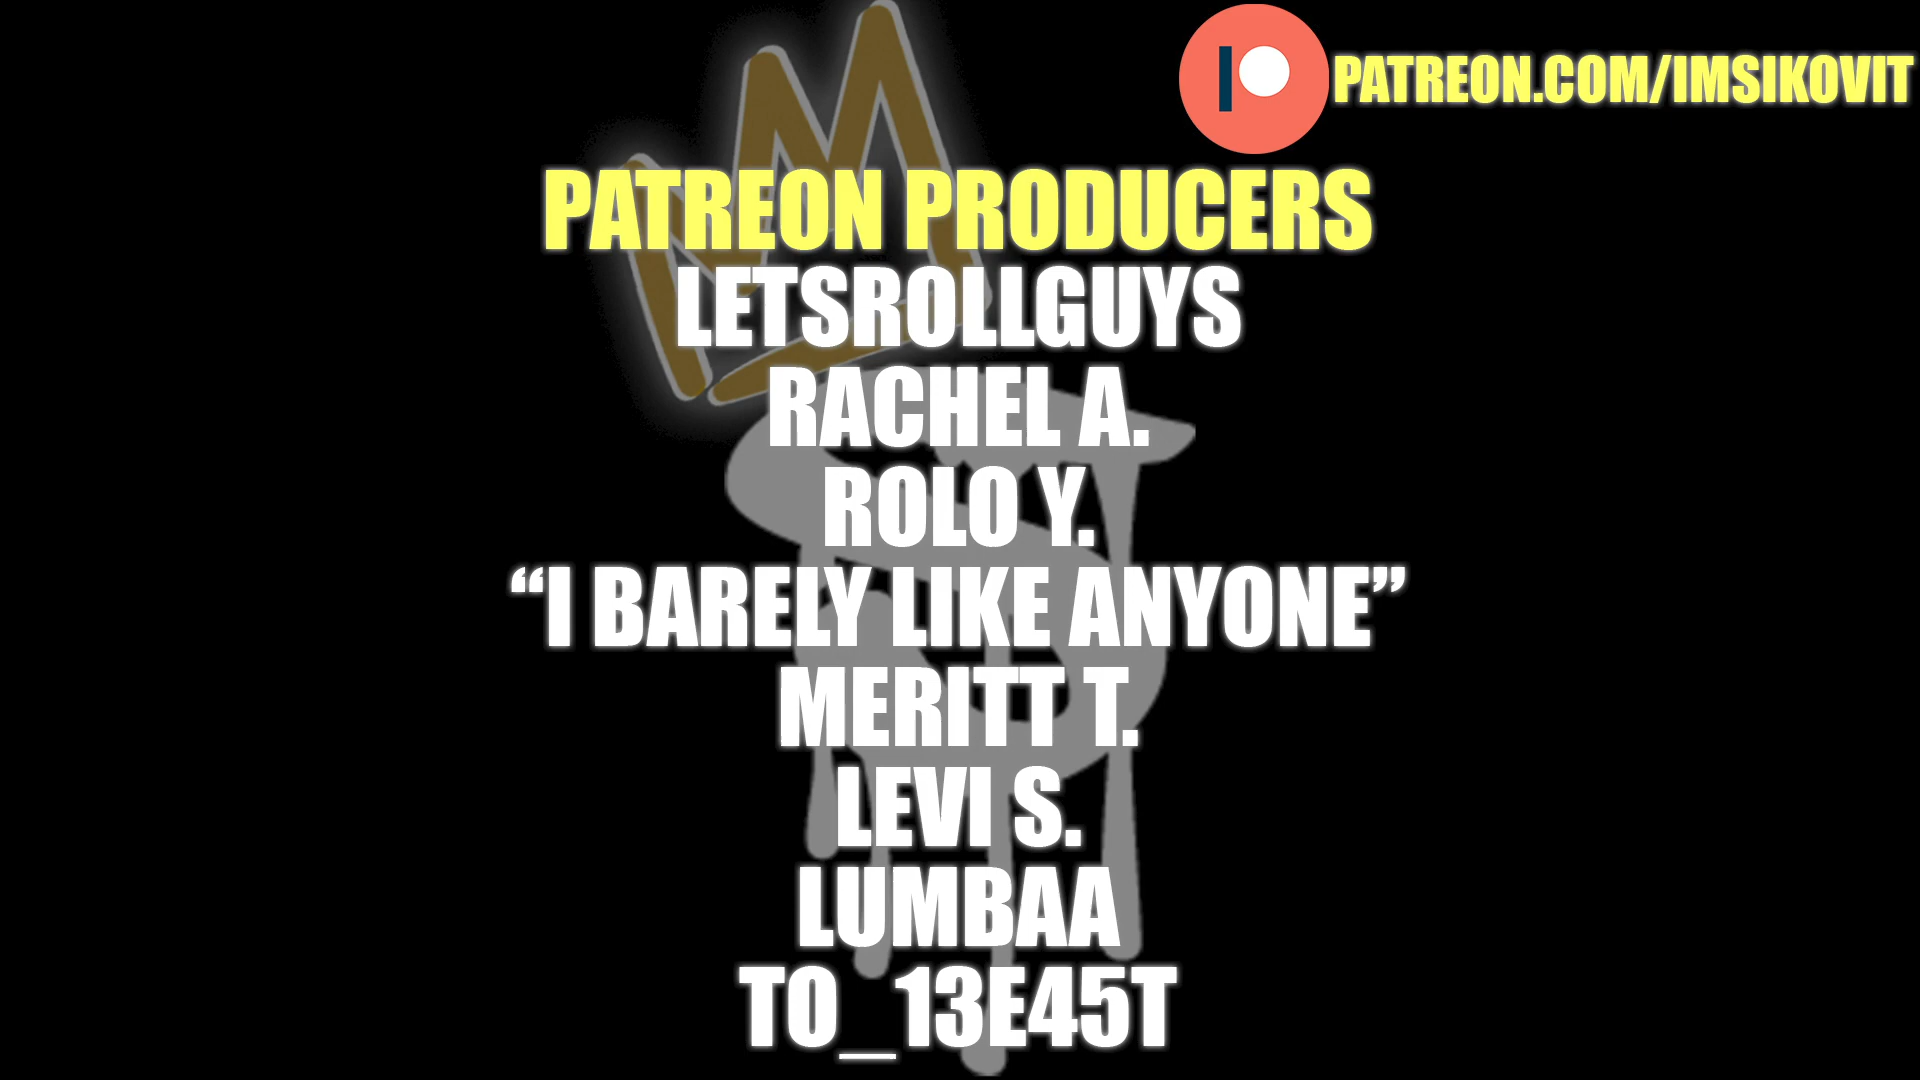 PATREON.COM/IMSIKOVIT
PATREON PRODUCERS
LETSROLLGUYS
RACHEL A.
ROLO Y.
“I BARELY LIKE ANYONE”
MERITT T.
LEVI S.
LUMBAA
TO_13E45T